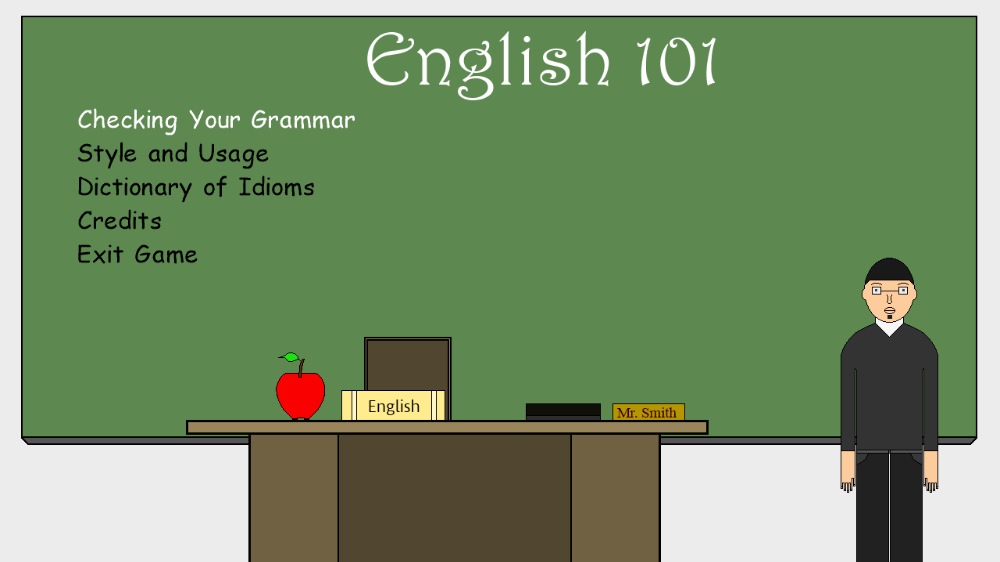 English 101
Checking Your Grammar
Style and Usage
Dictionary of Idioms
Credits
Exit Game
English
Mr. Smith